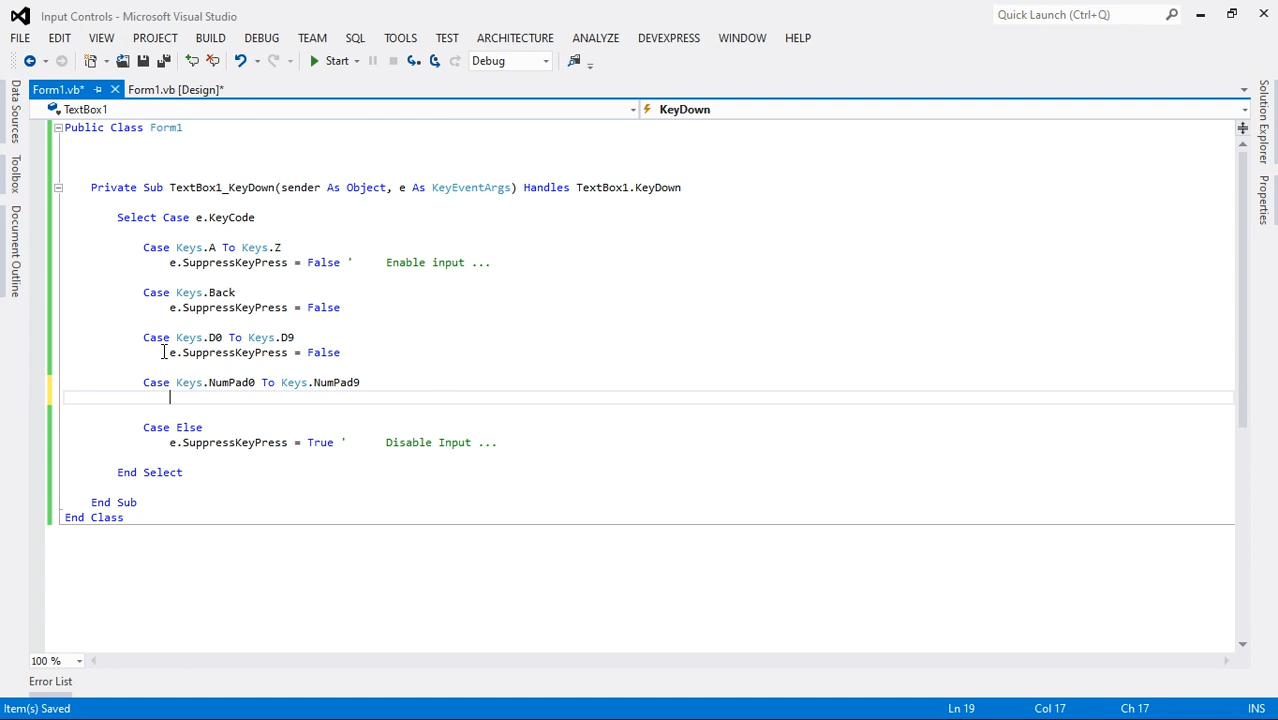 Input Controls - Microsoft Visual Studio
Quick Launch (Ctrl+Q)
FILE EDIT VIEW PROJECT BUILD DEBUG TEAM SQL TOOLS TEST ARCHITECTURE ANALYZE DEVEXPRESS WINDOW HELP
Start Debug
Form1.vb* Form1.vb [Design]*
TextBox1 KeyDown
Data Sources
Toolbox
Document Outline
Solution Explorer
Properties
Public Class Form1
Private Sub TextBox1_KeyDown(sender As Object, e As KeyEventArgs) Handles TextBox1.KeyDown
Select Case e.KeyCode
Case Keys.A To Keys.Z
e.SuppressKeyPress = False ' Enable input ...
Case Keys.Back
e.SuppressKeyPress = False
Case Keys.D0 To Keys.D9
e.SuppressKeyPress = False
Case Keys.NumPad0 To Keys.NumPad9
Case Else
e.SuppressKeyPress = True ' Disable Input ...
End Select
End Sub
End Class
100 %
Error List
Item(s) Saved Ln 19 Col 17 Ch 17 INS